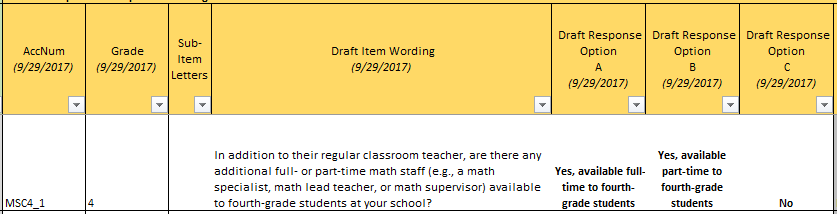 AccNum
(9/29/2017)
Grade
(9/29/2017)
Sub-
Item
Letters
Draft Item Wording
(9/29/2017)
Draft Response
Option
A
(9/29/2017)
Draft Response
Option
B
(9/29/2017)
Draft Response
Option
C
(9/29/2017)
MSC4_1
4
In addition to their regular classroom teacher, are there any
additional full- or part-time math staff (e.g., a math
specialist, math lead teacher, or math supervisor) available
to fourth-grade students at your school?
Yes, available full-
time to fourth-
grade students
Yes, available
part-time to
fourth-grade
students
No